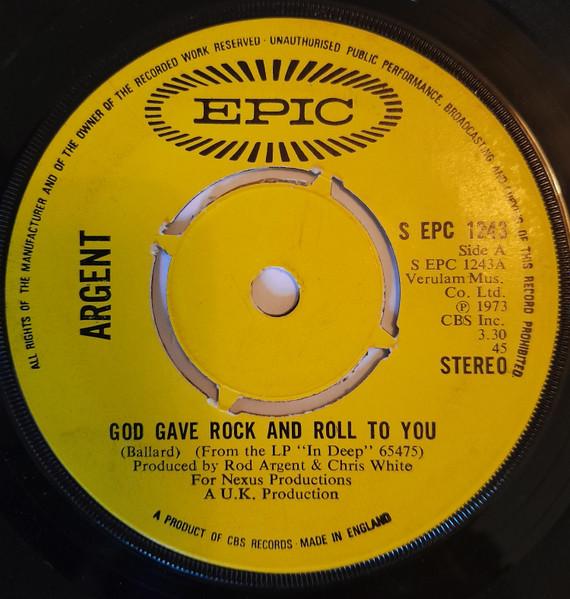 ALL RIGHTS OF THE MANUFACTURER AND OF THE OWNER OF THE RECORDED WORK RESERVED · UNAUTHORISED PUBLIC PERFORMANCE, BROADCASTING AND COPYING OF THIS RECORD PROHIBITED
EPIC
ARGENT
S EPC 1243
Side A
S EPC 1243A
Verulam Mus.
Co. Ltd.
℗ 1973
CBS Inc.
3.30
45
STEREO
GOD GAVE ROCK AND ROLL TO YOU
(Ballard) (From the LP "In Deep" 65475)
Produced by Rod Argent & Chris White
For Nexus Productions
A U.K. Production
A PRODUCT OF CBS RECORDS · MADE IN ENGLAND